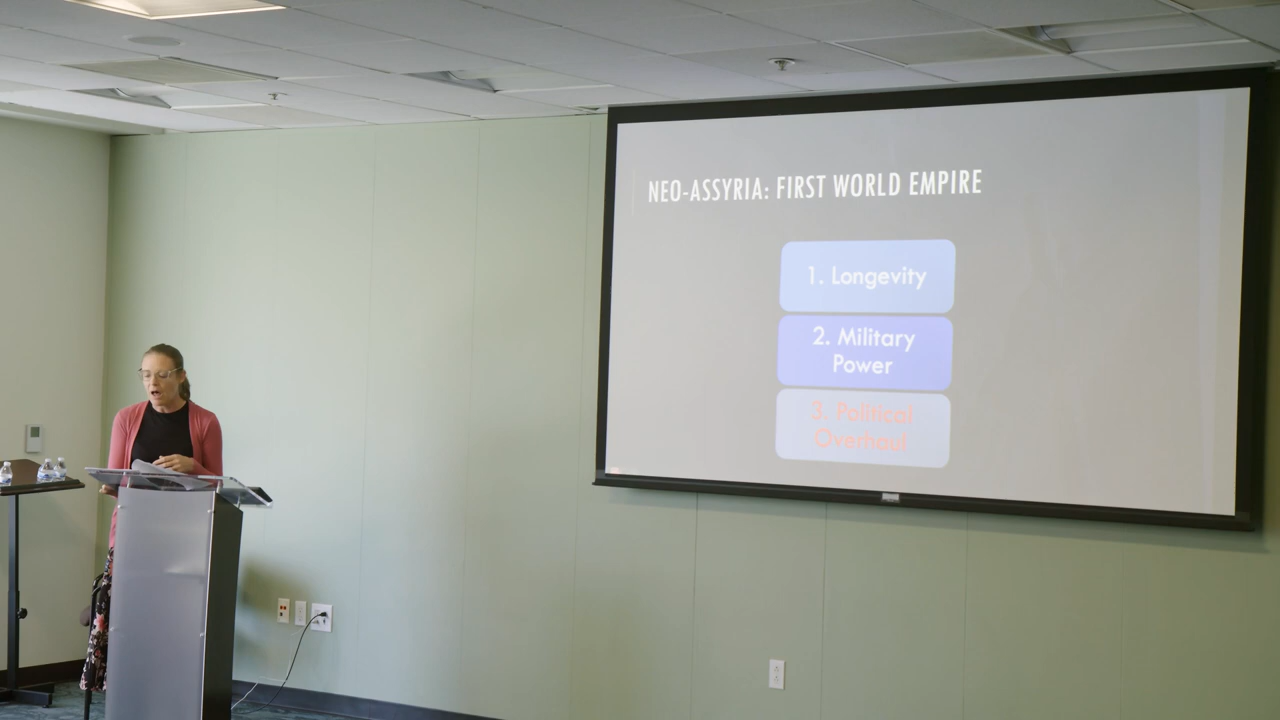 NEO-ASSYRIA: FIRST WORLD EMPIRE
1. Longevity
2. Military
Power
3. Political
Overhaul